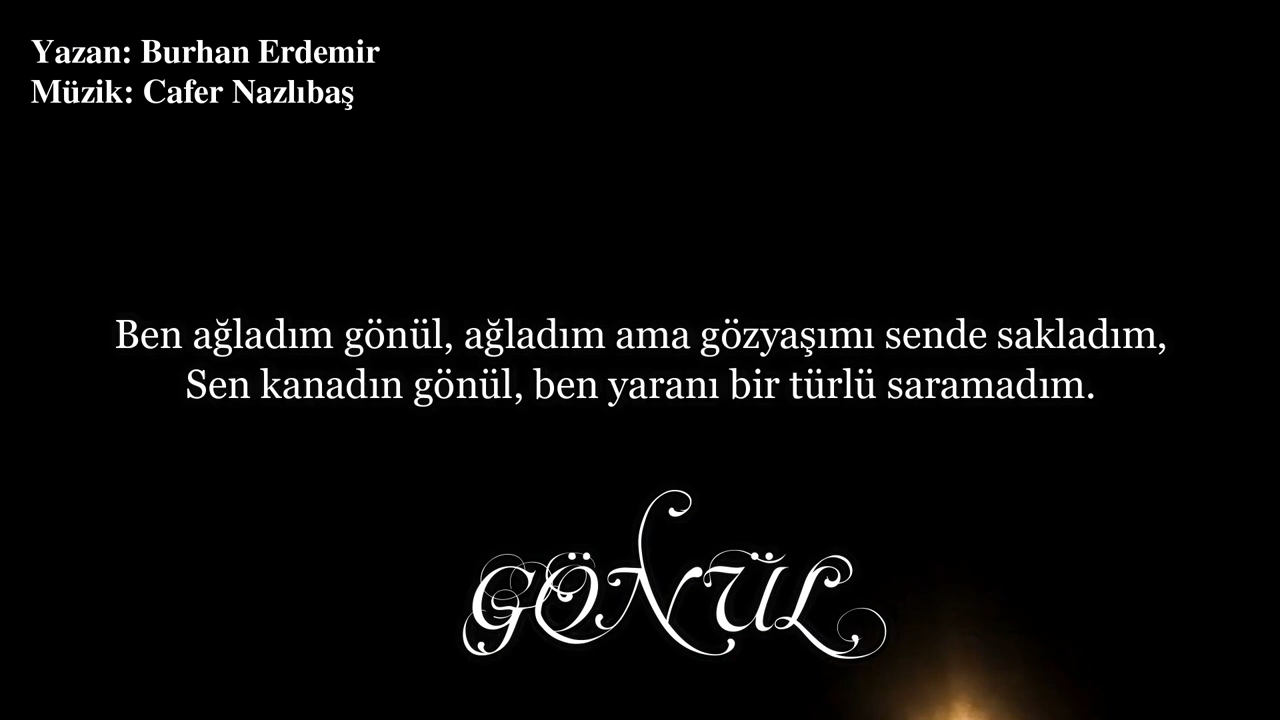 Yazan: Burhan Erdemir
Müzik: Cafer Nazlıbaş
Ben ağladım gönül, ağladım ama gözyaşımı sende sakladım,
Sen kanadın gönül, ben yaranı bir türlü saramadım.
GÖNÜL